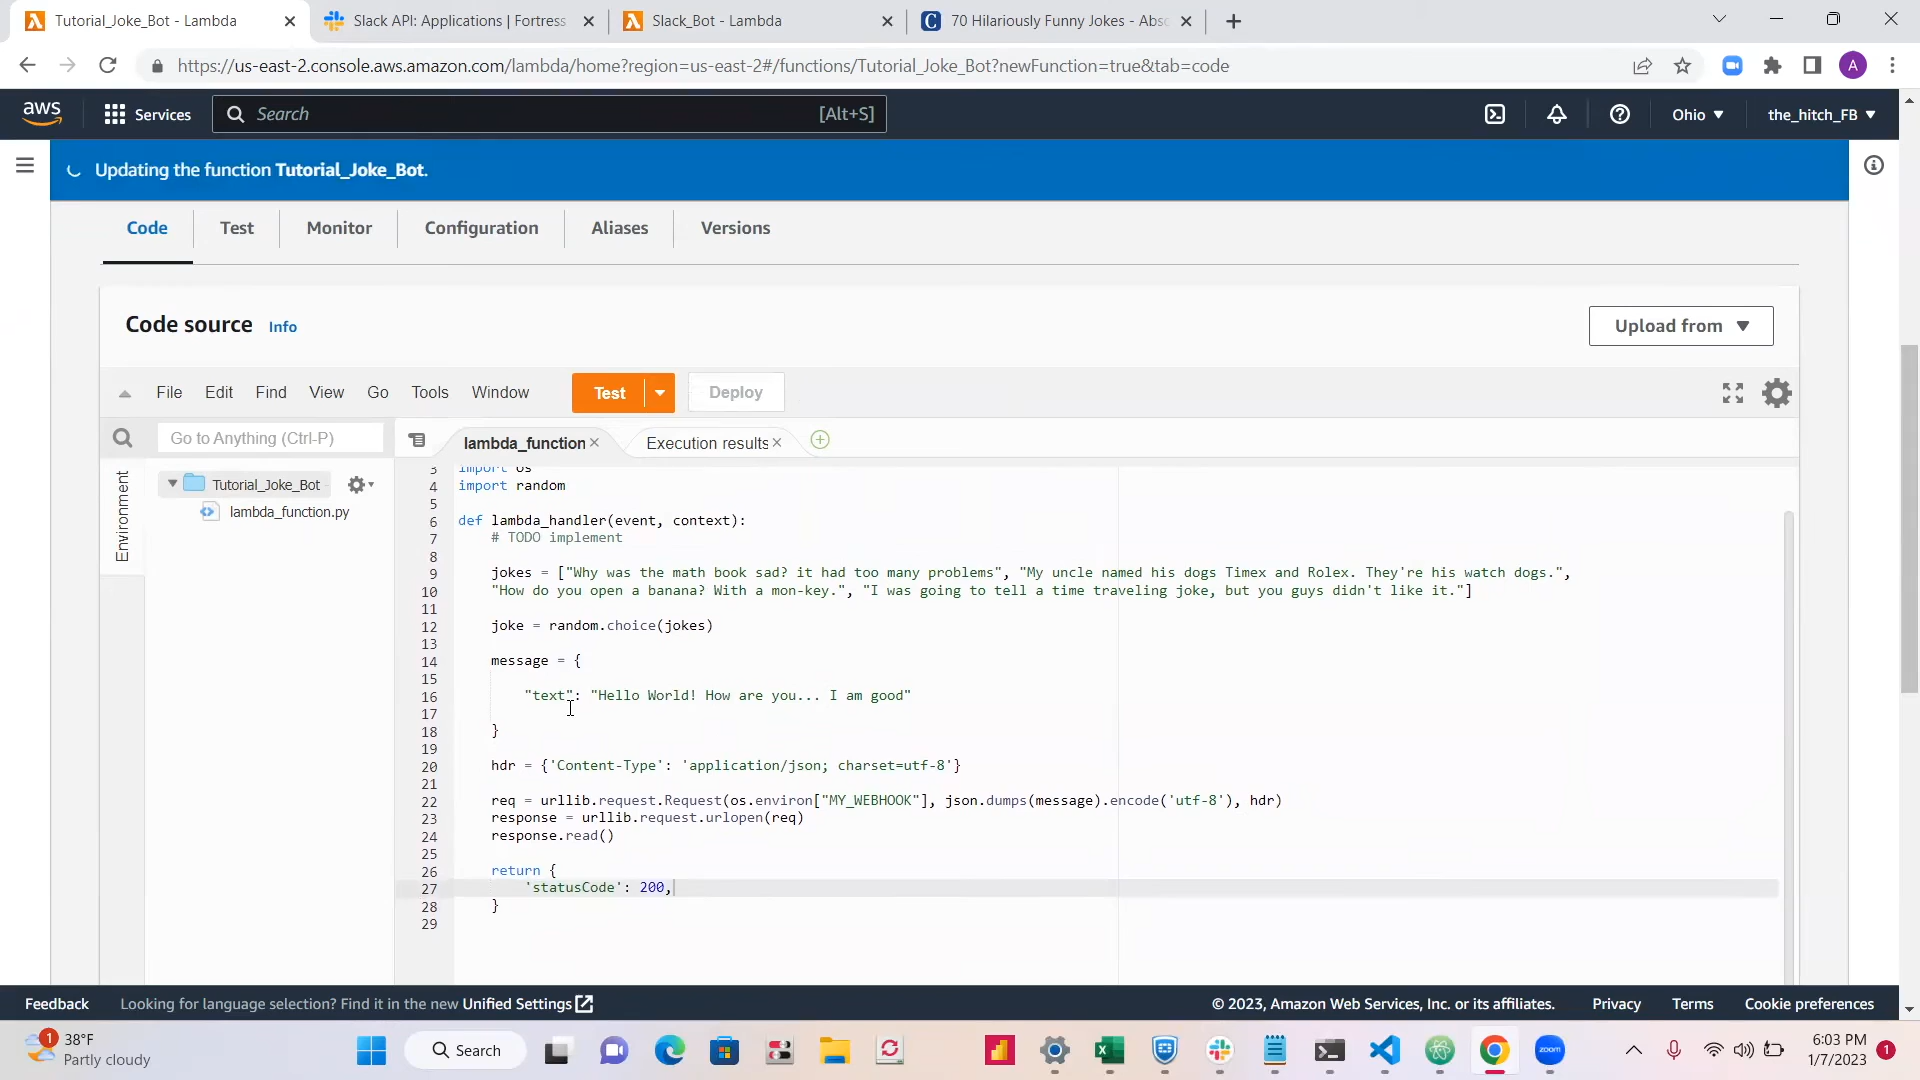 Tutorial_Joke_Bot - Lambda
Slack API: Applications | Fortress
Slack_Bot - Lambda
70 Hilariously Funny Jokes - Abso
https://us-east-2.console.aws.amazon.com/lambda/home?region=us-east-2#/functions/Tutorial_Joke_Bot?newFunction=true&tab=code
A
aws
Services
Search
[Alt+S]
Ohio
the_hitch_FB
Updating the function Tutorial_Joke_Bot.
Code
Test
Monitor
Configuration
Aliases
Versions
Code source
Info
Upload from
File
Edit
Find
View
Go
Tools
Window
Test
Deploy
Go to Anything (Ctrl-P)
lambda_function
Execution results
Environment
Tutorial_Joke_Bot
lambda_function.py
3 import os
4 import random
5
6 def lambda_handler(event, context):
7 # TODO implement
8
9 jokes = ["Why was the math book sad? it had too many problems", "My uncle named his dogs Timex and Rolex. They're his watch dogs.",
10 "How do you open a banana? With a mon-key.", "I was going to tell a time traveling joke, but you guys didn't like it."]
11
12 joke = random.choice(jokes)
13
14 message = {
15
16 "text": "Hello World! How are you... I am good"
17
18 }
19
20 hdr = {'Content-Type': 'application/json; charset=utf-8'}
21
22 req = urllib.request.Request(os.environ["MY_WEBHOOK"], json.dumps(message).encode('utf-8'), hdr)
23 response = urllib.request.urlopen(req)
24 response.read()
25
26 return {
27 'statusCode': 200,
28 }
29
Feedback
Looking for language selection? Find it in the new Unified Settings
© 2023, Amazon Web Services, Inc. or its affiliates.
Privacy
Terms
Cookie preferences
1
38°F
Partly cloudy
Search
zoom
6:03 PM
1/7/2023
1